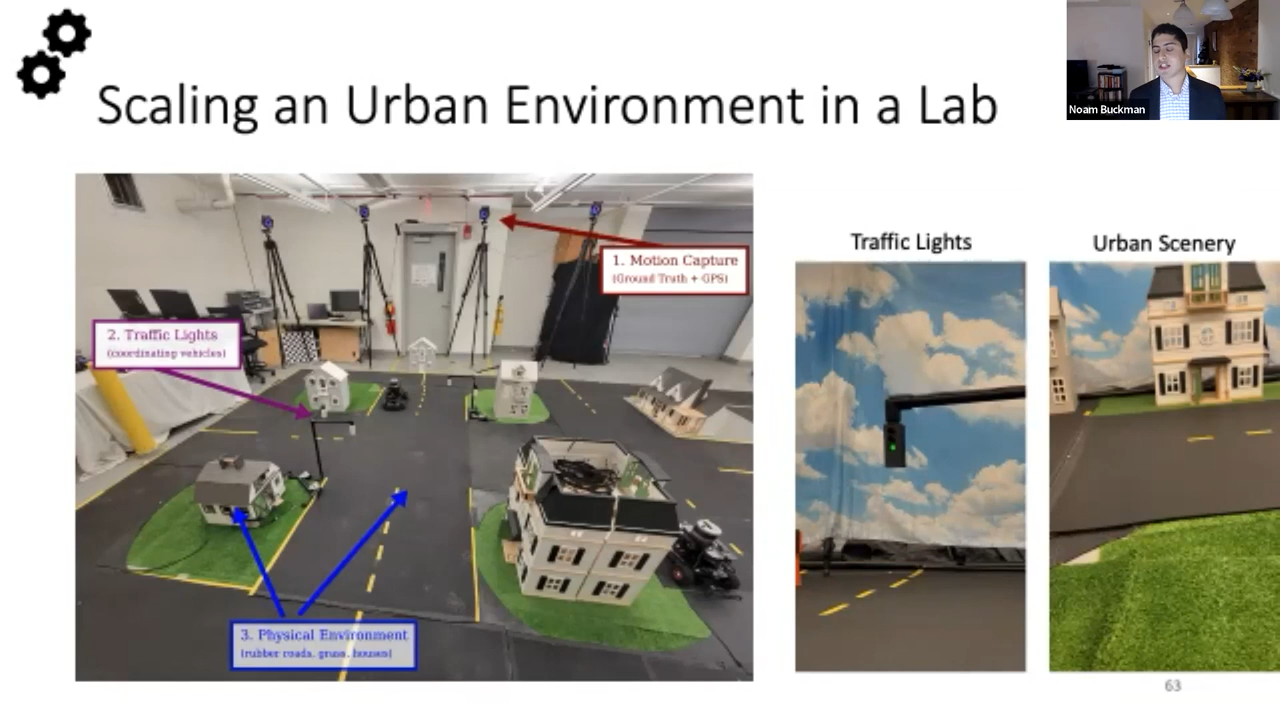 Scaling an Urban Environment in a Lab
Noam Buckman
1. Motion Capture
(Ground Truth + GPS)
2. Traffic Lights
(coordinating vehicles)
3. Physical Environment
(rubber roads, grass, houses)
Traffic Lights
Urban Scenery
63